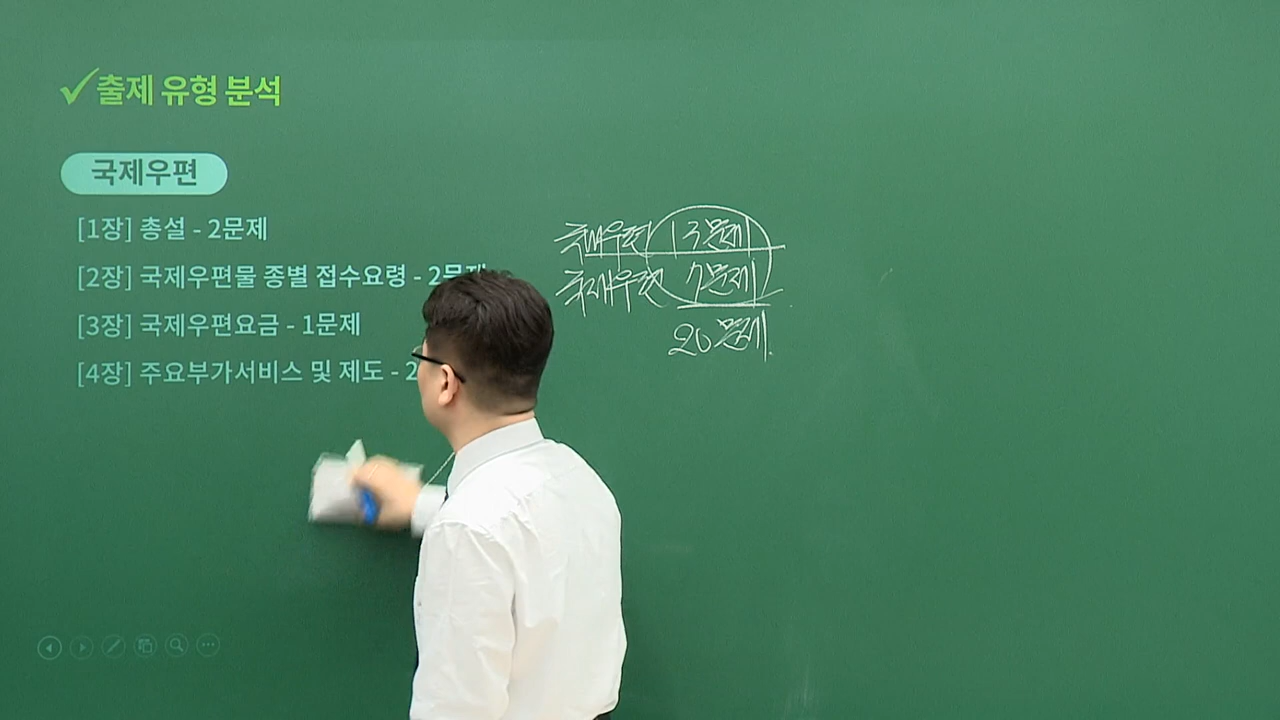 출제 유형 분석
국제우편
[1장] 총설 - 2문제
[2장] 국제우편물 종별 접수요령 - 2문제
[3장] 국제우편요금 - 1문제
[4장] 주요부가서비스 및 제도 - 2
국내우편 13문제
국제우편 7문제
20문제